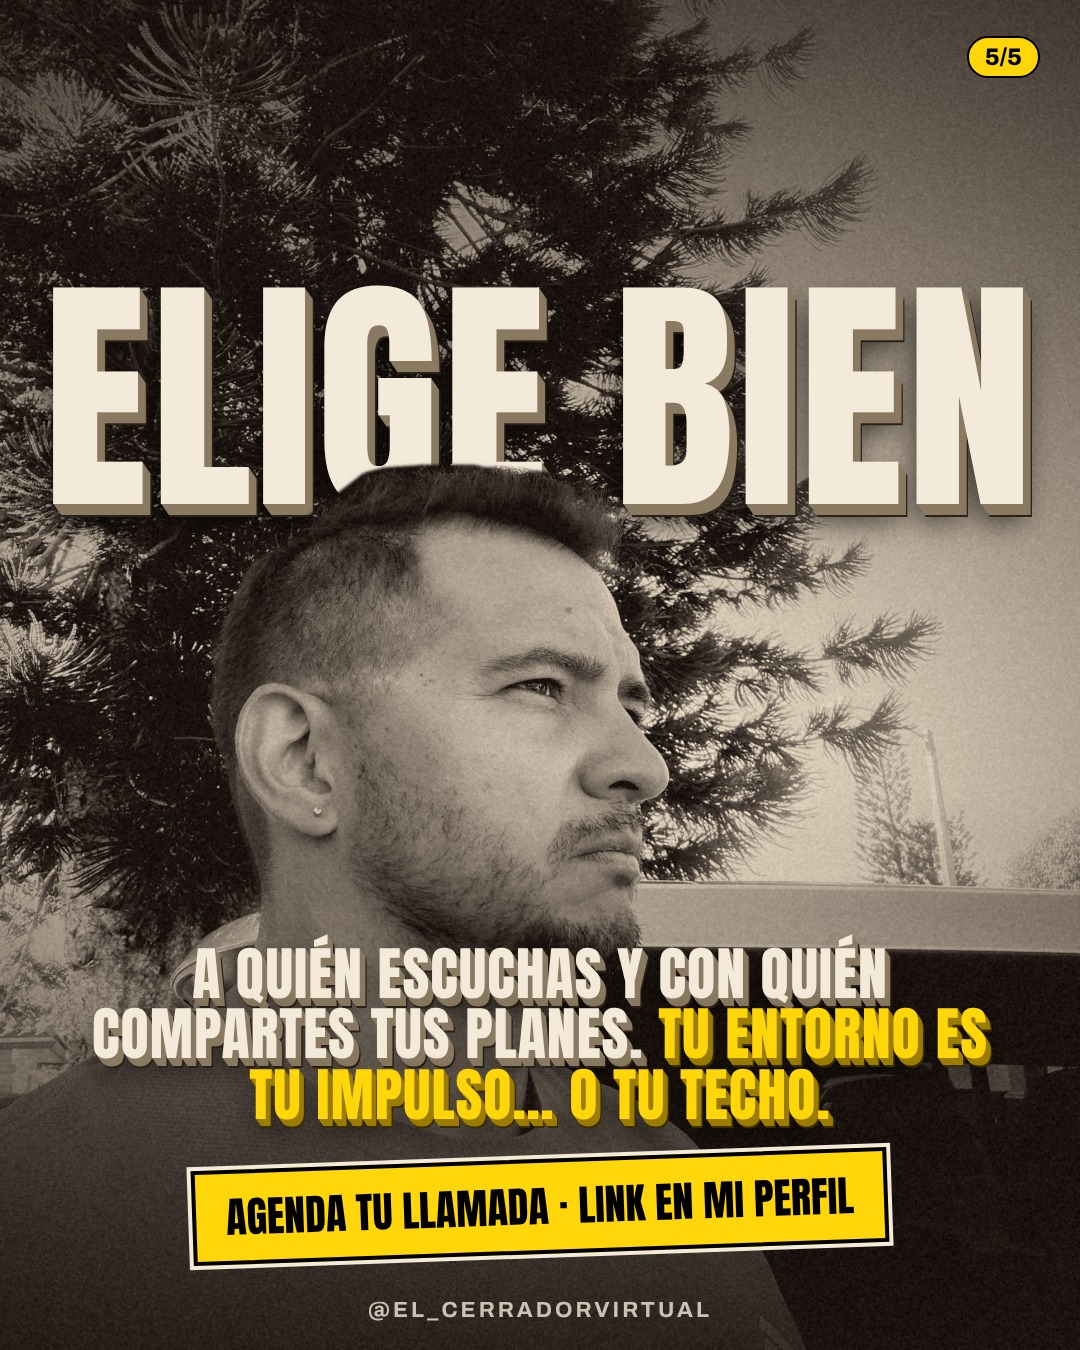 5/5
ELIGE BIEN
A QUIÉN ESCUCHAS Y CON QUIÉN
COMPARTES TUS PLANES. TU ENTORNO ES
TU IMPULSO... O TU TECHO.
AGENDA TU LLAMADA · LINK EN MI PERFIL
@EL_CERRADORVIRTUAL